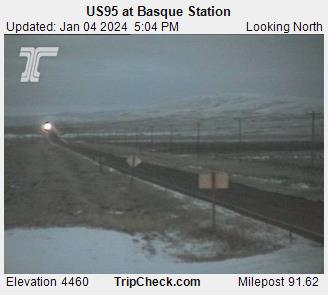 US95 at Basque Station
Updated: Jan 04 2024 5:04 PM Looking North
Elevation 4460 TripCheck.com Milepost 91.62